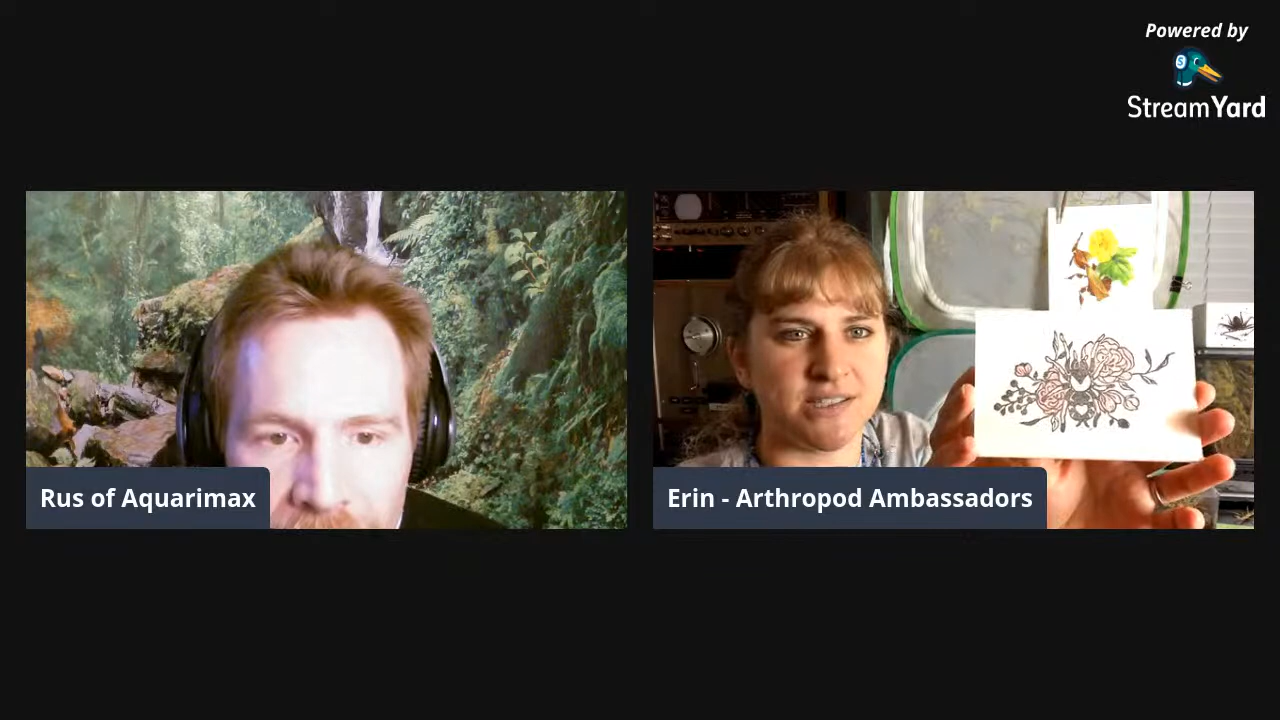 Powered by
StreamYard
Rus of Aquarimax
Erin - Arthropod Ambassadors